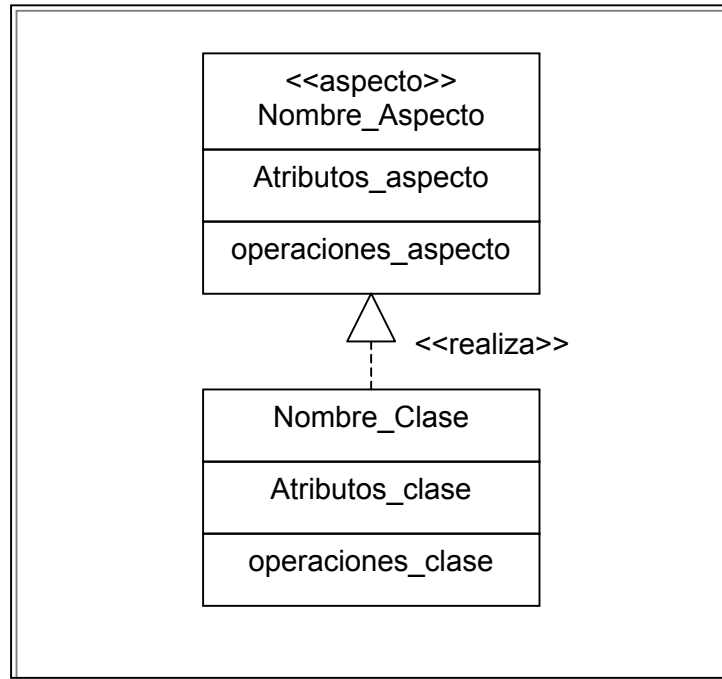 <<aspecto>>
Nombre_Aspecto
Atributos_aspecto
operaciones_aspecto
<<realiza>>
Nombre_Clase
Atributos_clase
operaciones_clase